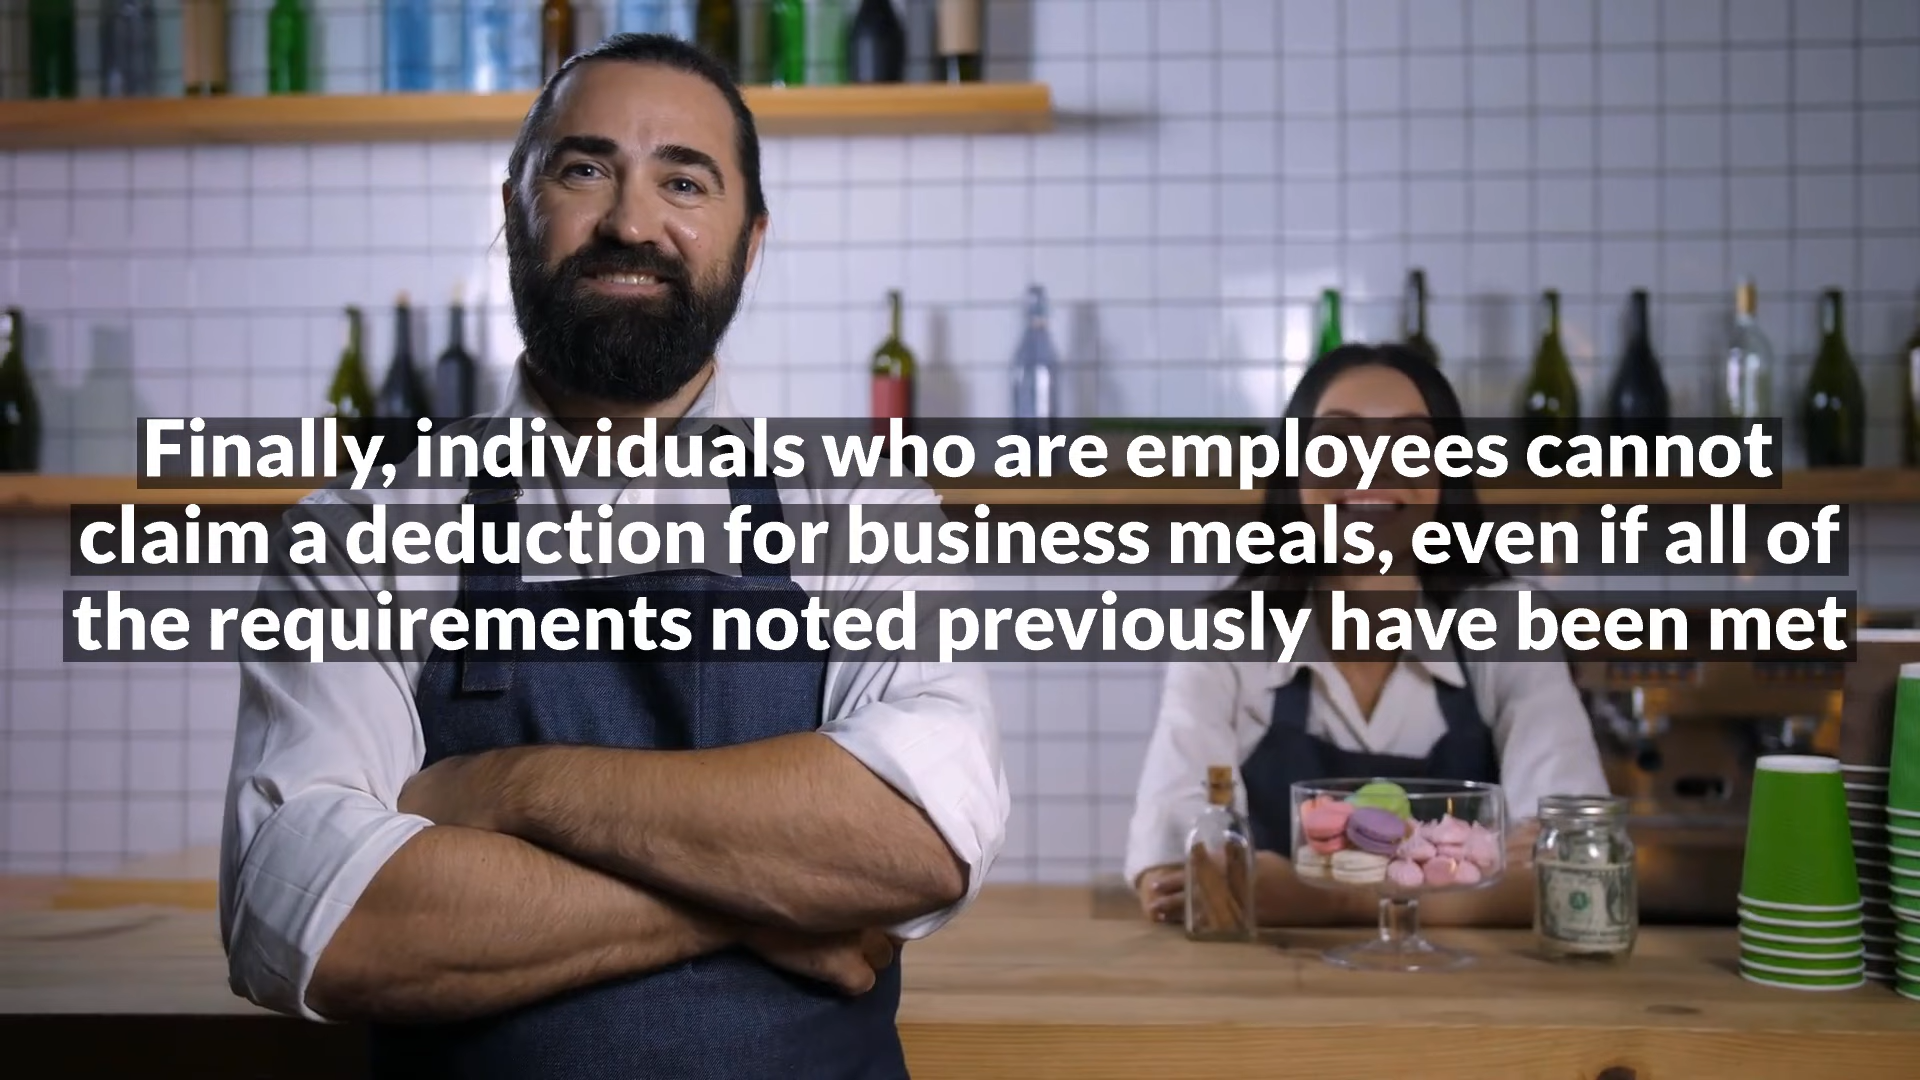 Finally, individuals who are employees cannot
claim a deduction for business meals, even if all of
the requirements noted previously have been met